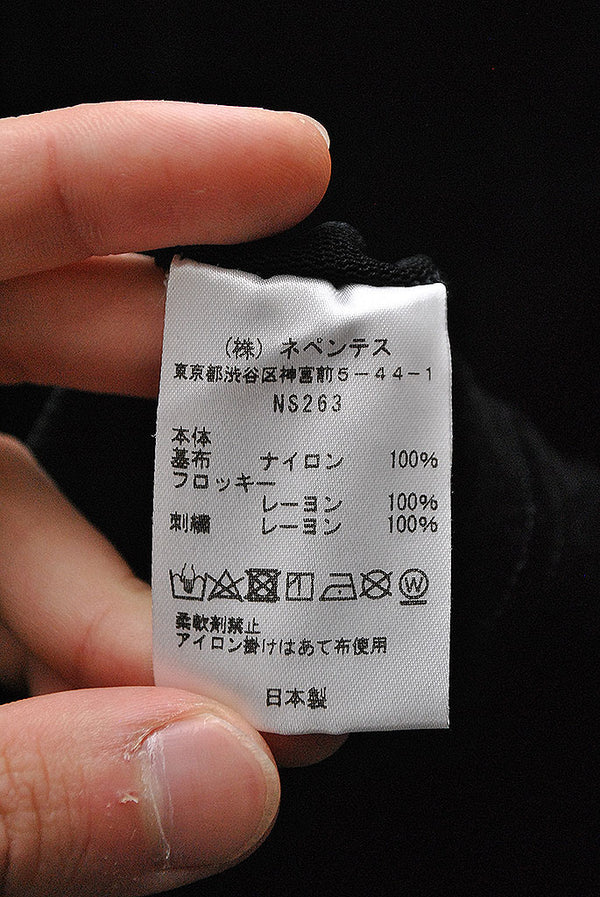 (株) ネペンテス
東京都渋谷区神宮前5-44-1
NS263
本体
基布 ナイロン 100%
フロッキー
レーヨン 100%
刺繍 レーヨン 100%
W
柔軟剤禁止
アイロン掛けはあて布使用
日本製